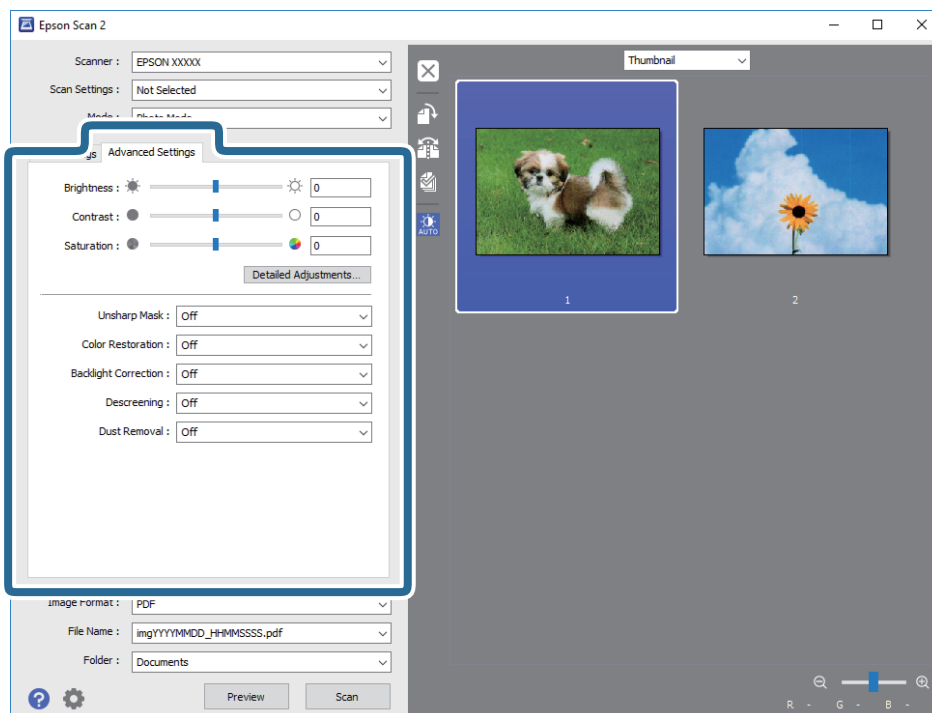 Epson Scan 2
Scanner : EPSON XXXXX
Scan Settings : Not Selected
Thumbnail
Advanced Settings
Brightness : 0
Contrast : 0
Saturation : 0
Detailed Adjustments...
Unsharp Mask : Off
Color Restoration : Off
Backlight Correction : Off
Descreening : Off
Dust Removal : Off
Image Format : PDF
File Name : imgYYYYMMDD_HHMMSSSS.pdf
Folder : Documents
Preview
Scan
AUTO
1
2
R - G - B -